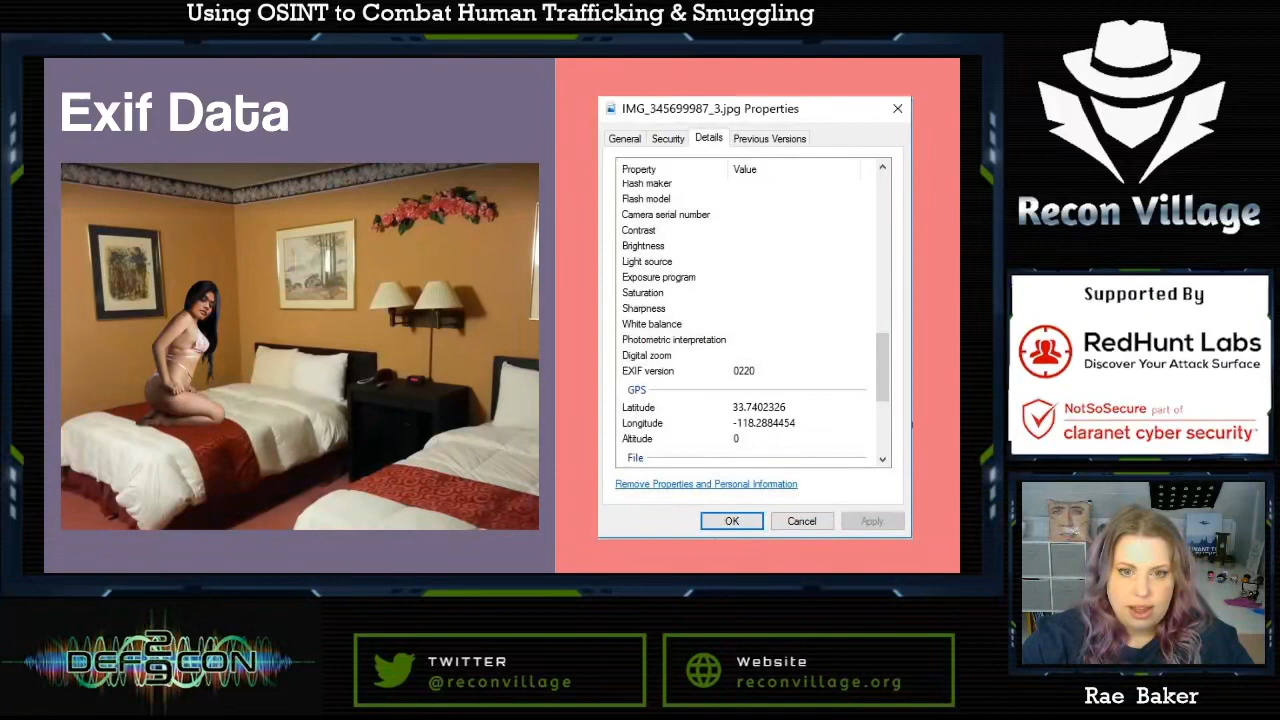 Using OSINT to Combat Human Trafficking & Smuggling
Exif Data
IMG_345699987_3.jpg Properties
General Security Details Previous Versions
Property Value
Flash maker
Flash model
Camera serial number
Contrast
Brightness
Light source
Exposure program
Saturation
Sharpness
White balance
Photometric interpretation
Digital zoom
EXIF version 0220
GPS
Latitude 33.7402326
Longitude -118.2884454
Altitude 0
File
Remove Properties and Personal Information
OK Cancel Apply
Recon Village
Supported By
RedHunt Labs
Discover Your Attack Surface
NotSoSecure part of
claranet cyber security
DEFCON
29
TWITTER
@reconvillage
Website
reconvillage.org
Rae Baker